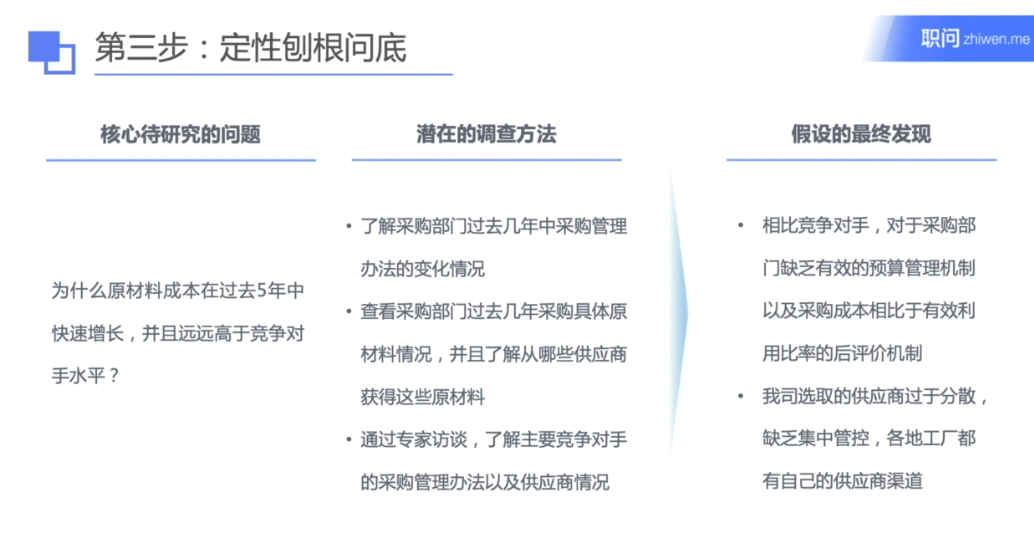 第三步：定性刨根问底
职问 zhiwen.me
核心待研究的问题
为什么原材料成本在过去5年中
快速增长，并且远远高于竞争对
手水平？
潜在的调查方法
• 了解采购部门过去几年中采购管理
办法的变化情况
• 查看采购部门过去几年采购具体原
材料情况，并且了解从哪些供应商
获得这些原材料
• 通过专家访谈，了解主要竞争对手
的采购管理办法以及供应商情况
假设的最终发现
• 相比竞争对手，对于采购部
门缺乏有效的预算管理机制
以及采购成本相比于有效利
用比率的后评价机制
• 我司选取的供应商过于分散，
缺乏集中管控，各地工厂都
有自己的供应商渠道